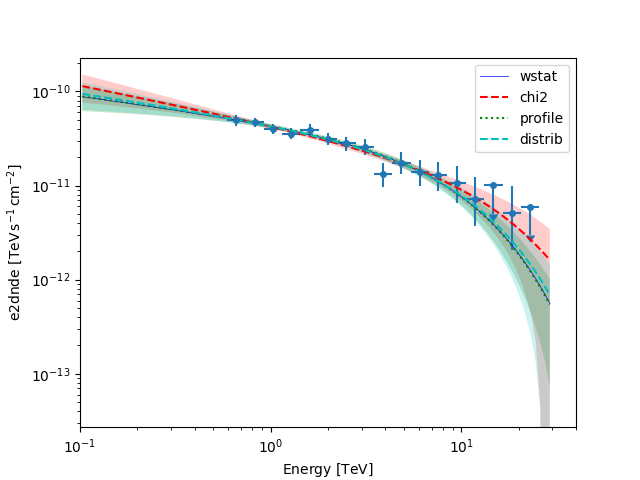 wstat
chi2
profile
distrib
e2dnde [TeV s⁻¹ cm⁻²]
10⁻¹⁰
10⁻¹¹
10⁻¹²
10⁻¹³
10⁻¹ 10⁰ 10¹
Energy [TeV]